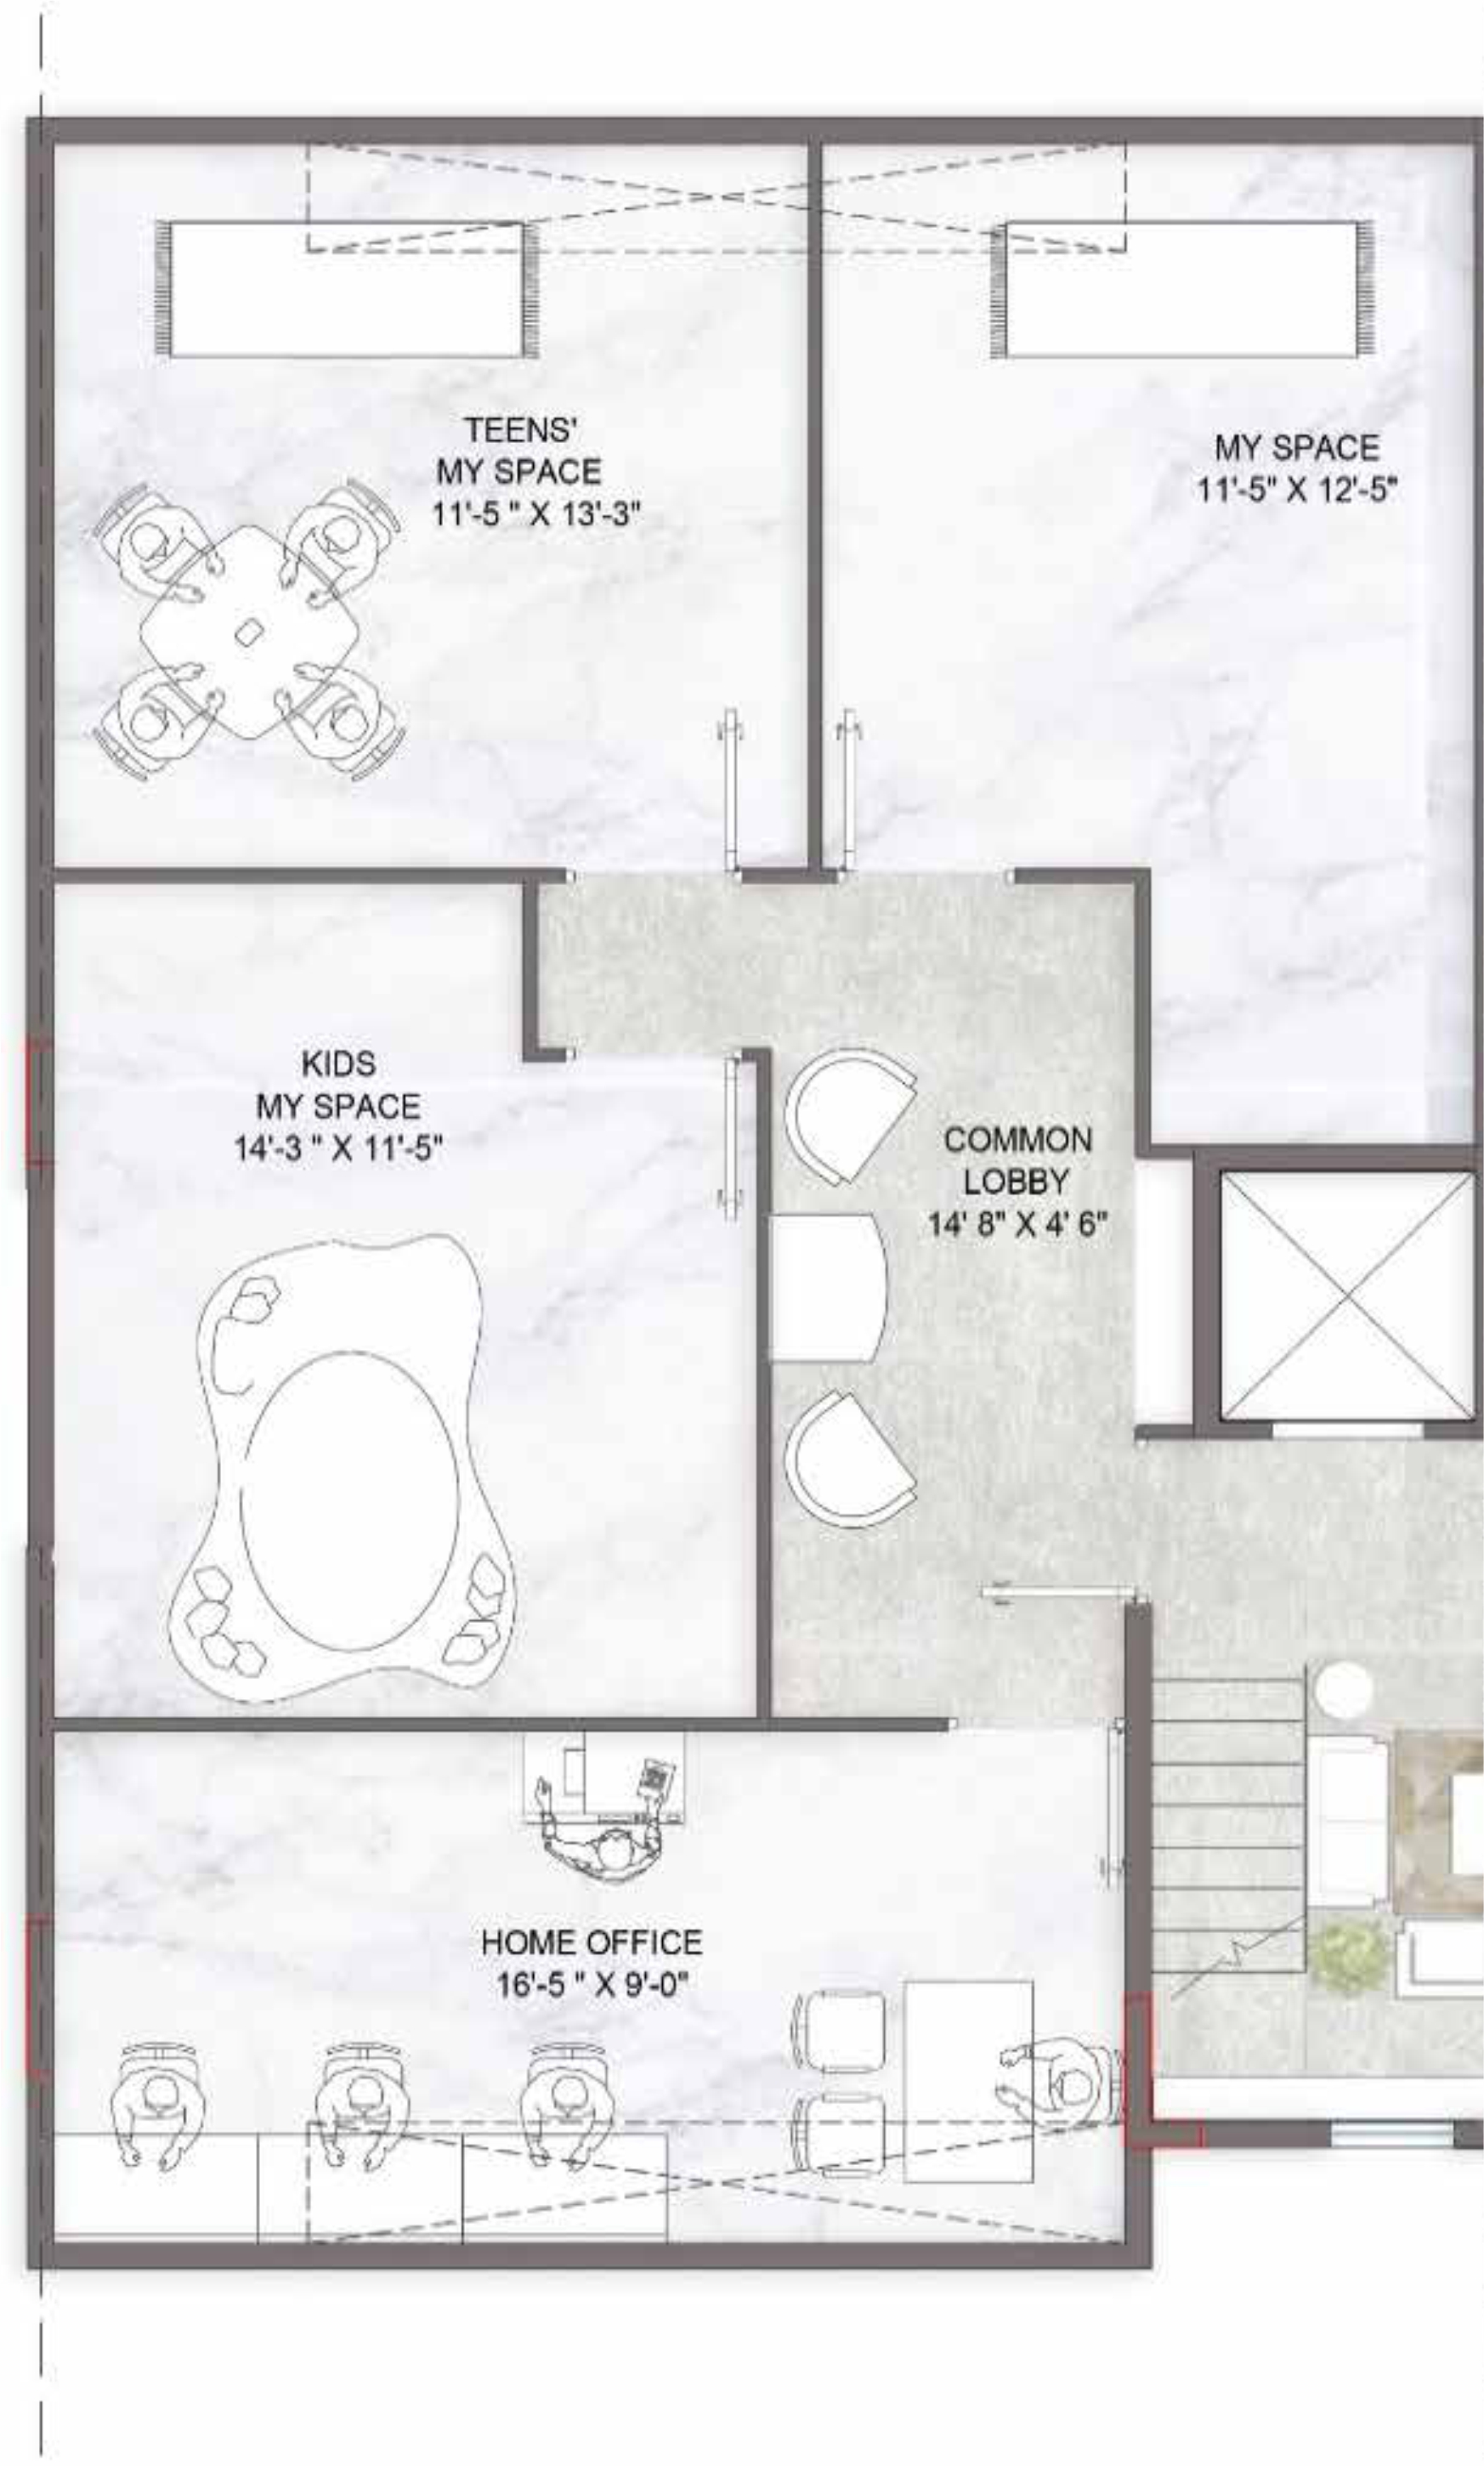 TEENS'
MY SPACE
11'-5 " X 13'-3"
MY SPACE
11'-5" X 12'-5"
KIDS
MY SPACE
14'-3 " X 11'-5"
COMMON
LOBBY
14' 8" X 4' 6"
HOME OFFICE
16'-5 " X 9'-0"